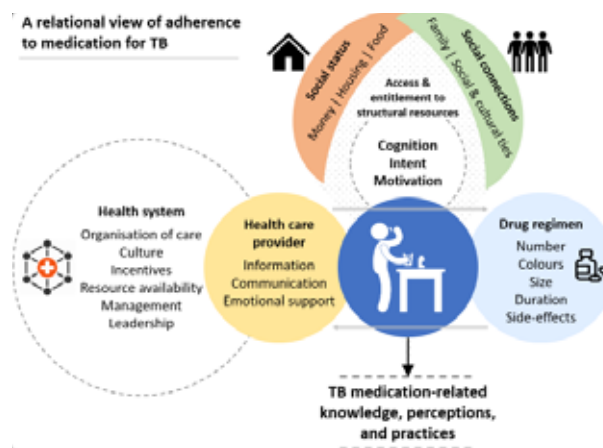 A relational view of adherence
to medication for TB
Social status
Money | Housing | Food
Social connections
Family | Social & cultural ties
Access &
entitlement to
structural resources
Cognition
Intent
Motivation
Health system
Organisation of care
Culture
Incentives
Resource availability
Management
Leadership
Health care
provider
Information
Communication
Emotional support
Drug regimen
Number
Colours
Size
Duration
Side-effects
TB medication-related
knowledge, perceptions,
and practices